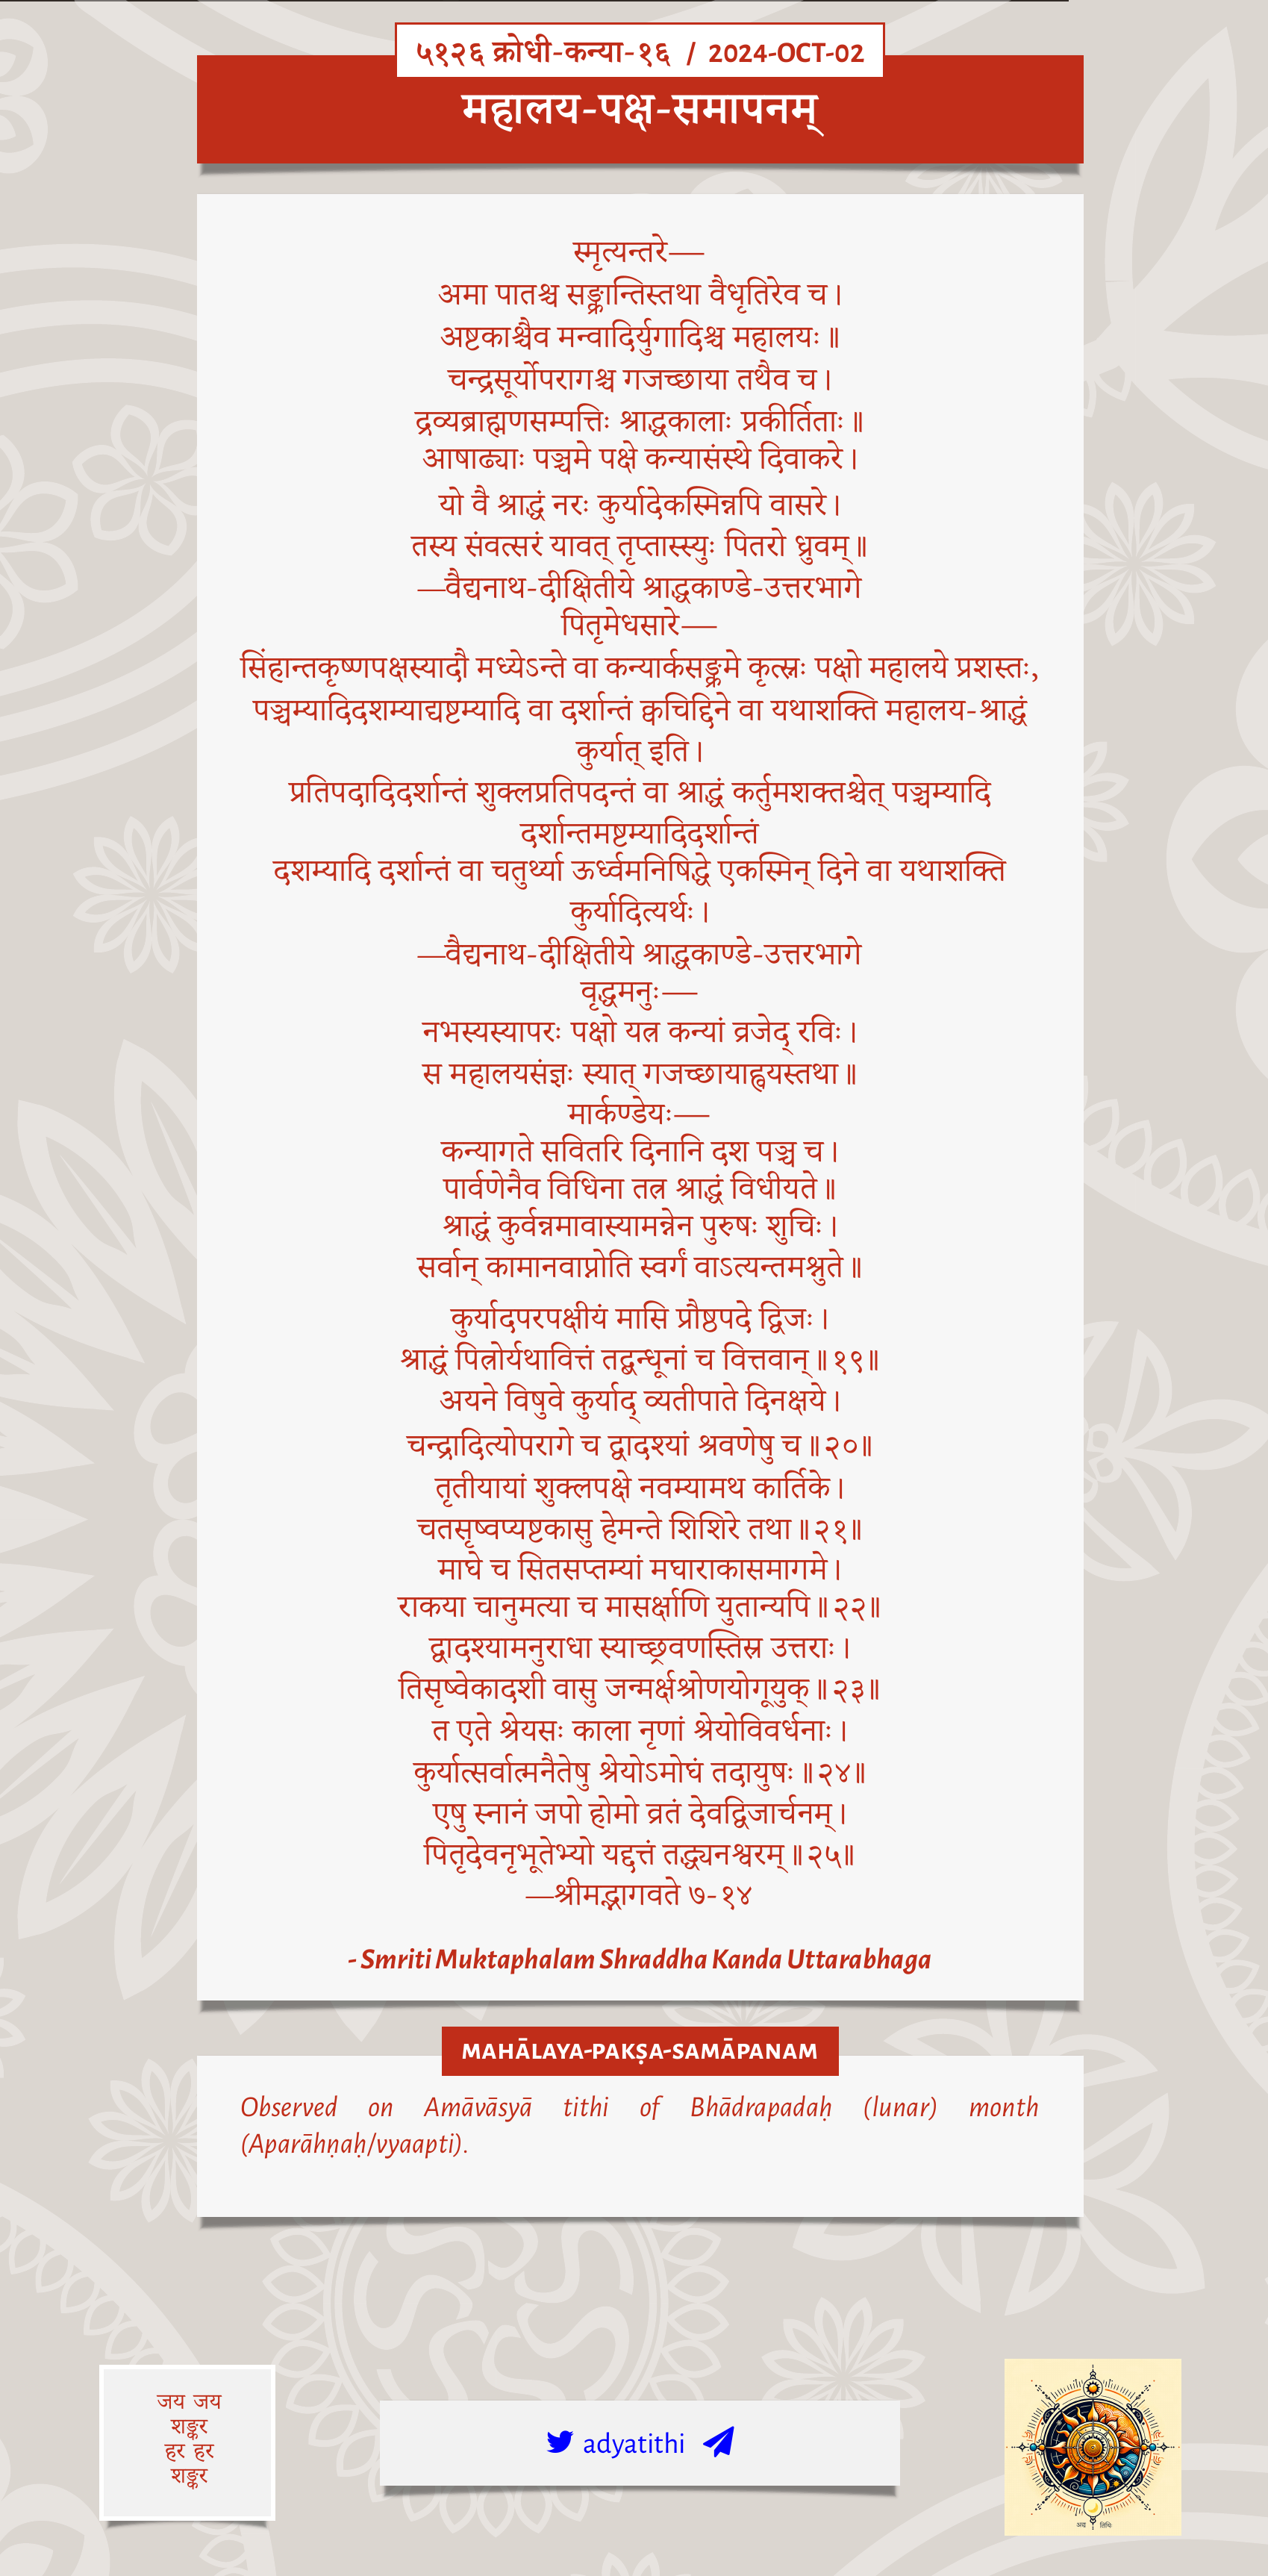 ५१२६ क्रोधी-कन्या-१६ / 2024-OCT-02
महालय-पक्ष-समापनम्
स्मृत्यन्तरे—
अमा पातश्च सङ्क्रान्तिस्तथा वैधृतिरेव च।
अष्टकाश्चैव मन्वादिर्युगादिश्च महालयः॥
चन्द्रसूर्योपरागश्च गजच्छाया तथैव च।
द्रव्यब्राह्मणसम्पत्तिः श्राद्धकालाः प्रकीर्तिताः॥
आषाढ्याः पञ्चमे पक्षे कन्यासंस्थे दिवाकरे।
यो वै श्राद्धं नरः कुर्यादेकस्मिन्नपि वासरे।
तस्य संवत्सरं यावत् तृप्तास्स्युः पितरो ध्रुवम्॥
—वैद्यनाथ-दीक्षितीये श्राद्धकाण्डे-उत्तरभागे
पितृमेधसारे—
सिंहान्तकृष्णपक्षस्यादौ मध्येऽन्ते वा कन्यार्कसङ्क्रमे कृत्स्नः पक्षो महालये प्रशस्तः,
पञ्चम्यादिदशम्याद्यष्टम्यादि वा दर्शान्तं क्वचिद्दिने वा यथाशक्ति महालय-श्राद्धं
कुर्यात् इति।
प्रतिपदादिदर्शान्तं शुक्लप्रतिपदन्तं वा श्राद्धं कर्तुमशक्तश्चेत् पञ्चम्यादि
दर्शान्तमष्टम्यादिदर्शान्तं
दशम्यादि दर्शान्तं वा चतुर्थ्या ऊर्ध्वमनिषिद्धे एकस्मिन् दिने वा यथाशक्ति
कुर्यादित्यर्थः।
—वैद्यनाथ-दीक्षितीये श्राद्धकाण्डे-उत्तरभागे
वृद्धमनुः—
नभस्यस्यापरः पक्षो यत्र कन्यां व्रजेद् रविः।
स महालयसंज्ञः स्यात् गजच्छायाह्वयस्तथा॥
मार्कण्डेयः—
कन्यागते सवितरि दिनानि दश पञ्च च।
पार्वणेनैव विधिना तत्र श्राद्धं विधीयते॥
श्राद्धं कुर्वन्नमावास्यामन्नेन पुरुषः शुचिः।
सर्वान् कामानवाप्नोति स्वर्गं वाऽत्यन्तमश्नुते॥
कुर्यादपरपक्षीयं मासि प्रौष्ठपदे द्विजः।
श्राद्धं पित्रोर्यथावित्तं तद्बन्धूनां च वित्तवान्॥१९॥
अयने विषुवे कुर्याद् व्यतीपाते दिनक्षये।
चन्द्रादित्योपरागे च द्वादश्यां श्रवणेषु च॥२०॥
तृतीयायां शुक्लपक्षे नवम्यामथ कार्तिके।
चतसृष्वप्यष्टकासु हेमन्ते शिशिरे तथा॥२१॥
माघे च सितसप्तम्यां मघाराकासमागमे।
राकया चानुमत्या च मासर्क्षाणि युतान्यपि॥२२॥
द्वादश्यामनुराधा स्याच्छ्रवणस्तिस्र उत्तराः।
तिसृष्वेकादशी वासु जन्मर्क्षश्रोणयोगयुक्॥२३॥
त एते श्रेयसः काला नृणां श्रेयोविवर्धनाः।
कुर्यात्सर्वात्मनैतेषु श्रेयोऽमोघं तदायुषः॥२४॥
एषु स्नानं जपो होमो व्रतं देवद्विजार्चनम्।
पितृदेवनृभूतेभ्यो यद्दत्तं तद्ध्यनश्वरम्॥२५॥
—श्रीमद्भागवते ७-१४
- Smriti Muktaphalam Shraddha Kanda Uttarabhaga
MAHĀLAYA-PAKṢA-SAMĀPANAM
Observed on Amāvāsyā tithi of Bhādrapadaḥ (lunar) month
(Aparāhṇaḥ/vyaapti).
जय जय
शङ्कर
हर हर
शङ्कर
adyatithi
अद्य तिथि